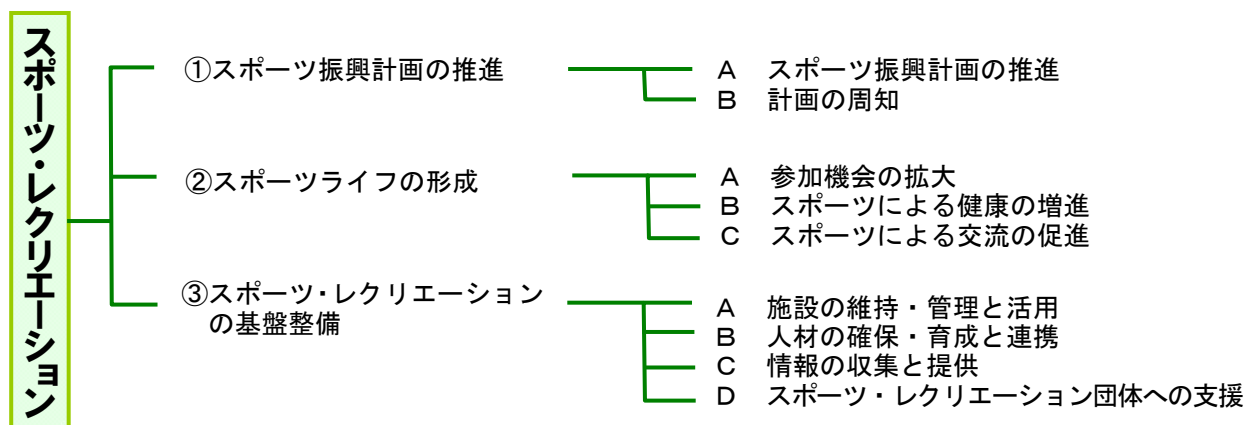 スポーツ・レクリエーション
①スポーツ振興計画の推進
A スポーツ振興計画の推進
B 計画の周知
②スポーツライフの形成
A 参加機会の拡大
B スポーツによる健康の増進
C スポーツによる交流の促進
③スポーツ・レクリエーション
の基盤整備
A 施設の維持・管理と活用
B 人材の確保・育成と連携
C 情報の収集と提供
D スポーツ・レクリエーション団体への支援